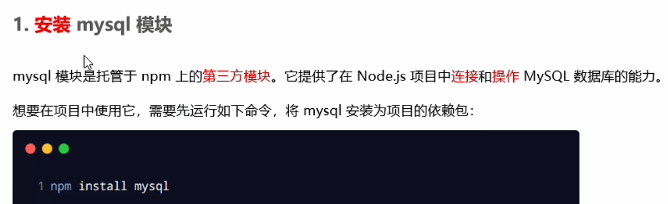 1. 安装 mysql 模块
mysql 模块是托管于 npm 上的第三方模块。它提供了在 Node.js 项目中连接和操作 MySQL 数据库的能力。
想要在项目中使用它，需要先运行如下命令，将 mysql 安装为项目的依赖包：
1 npm install mysql